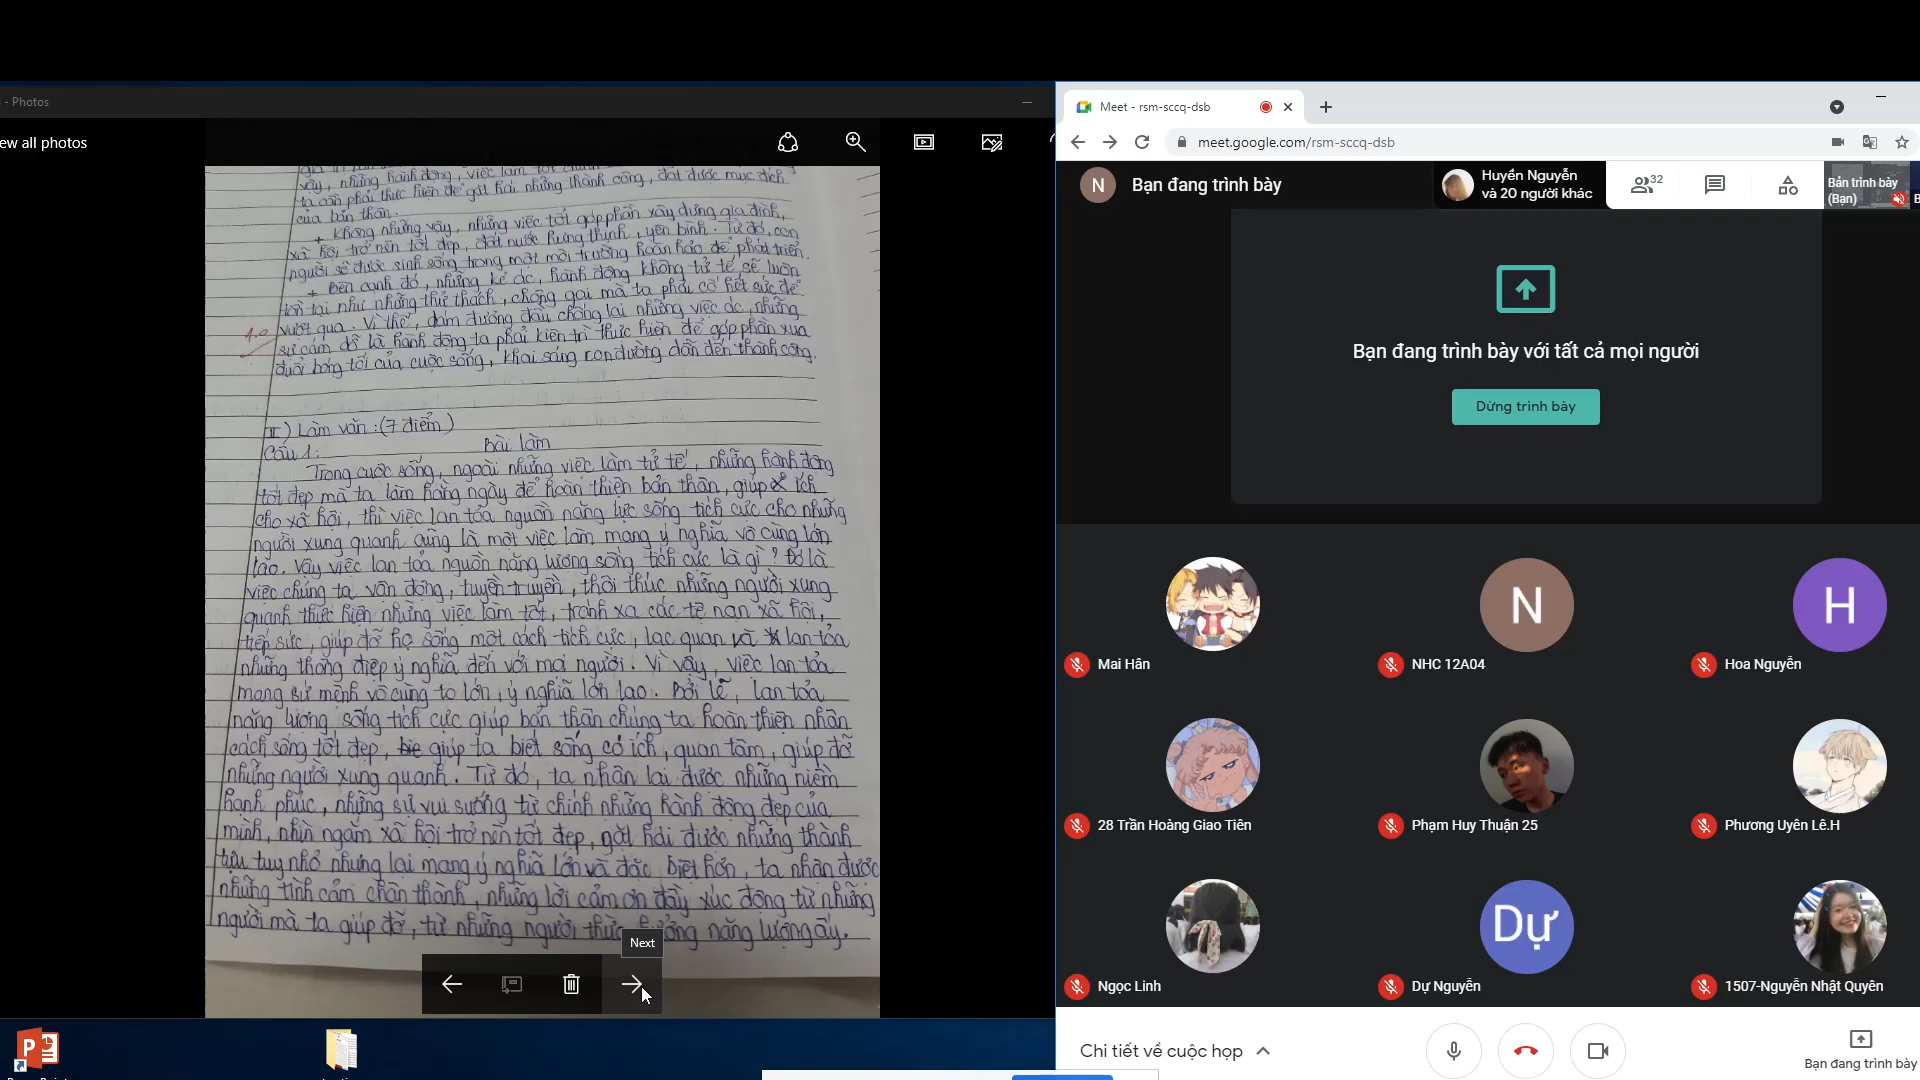 - Photos
ew all photos
vậy, những hành động, việc làm tốt
ta cần phải thực hiện để gặt hái những thành công, đạt được mục đích
của bản thân.
+ Không những vậy, những việc tốt góp phần xây dựng gia đình,
xã hội trở nên tốt đẹp, đất nước hưng thịnh, yên bình. Từ đó, con
người sẽ được sinh sống trong một môi trường hoàn hảo để phát triển.
+ Bên cạnh đó, những kẻ ác, hành động không tử tế, sẽ luôn
tồn tại như những thử thách, chông gai mà ta phải cố hết sức để
vượt qua. Vì thế, dám đương đầu chống lại những việc ác, những
sự cám dỗ là hành động ta phải kiên trì thực hiện để góp phần xua
đuổi bóng tối của cuộc sống, khai sáng con đường dẫn đến thành công.
1.0
II) Làm văn: (7 điểm)
Câu 1:
Bài làm
Trong cuộc sống, ngoài những việc làm tử tế, những hành động
tốt đẹp mà ta làm hằng ngày để hoàn thiện bản thân, giúp ích
cho xã hội, thì việc lan tỏa nguồn năng lực sống tích cực cho những
người xung quanh cũng là một việc làm mang ý nghĩa vô cùng lớn
lao. Vậy việc lan tỏa nguồn năng lượng sống tích cực là gì? Đó là
việc chúng ta vận động, tuyên truyền, thôi thúc những người xung
quanh thực hiện những việc làm tốt, tránh xa các tệ nạn xã hội,
tiếp sức, giúp đỡ họ sống một cách tích cực, lạc quan và lan tỏa
những thông điệp ý nghĩa đến với mọi người. Vì vậy, việc lan tỏa
mang sứ mệnh vô cùng to lớn, ý nghĩa lớn lao. Bởi lẽ, lan tỏa
năng lượng sống tích cực giúp bản thân chúng ta hoàn thiện nhân
cách sống tốt đẹp, giúp ta biết sống có ích, quan tâm, giúp đỡ
những người xung quanh. Từ đó, ta nhận lại được những niềm
hạnh phúc, những sự vui sướng từ chính những hành động đẹp của
mình, nhìn ngắm xã hội trở nên tốt đẹp, gặt hái được những thành
tựu tuy nhỏ nhưng lại mang ý nghĩa lớn và đặc biệt hơn, ta nhận được
những tình cảm chân thành, những lời cảm ơn đầy xúc động từ những
người mà ta giúp đỡ, từ những người năng lượng ấy.
Next
Meet - rsm-sccq-dsb
meet.google.com/rsm-sccq-dsb
N
Bạn đang trình bày
Huyền Nguyễn
và 20 người khác
32
Bản trình bày
(Bạn)
Bạn đang trình bày với tất cả mọi người
Dừng trình bày
Mai Hân
N
NHC 12A04
H
Hoa Nguyễn
28 Trần Hoàng Giao Tiên
Phạm Huy Thuận 25
Phương Uyên Lê.H
Ngọc Linh
Dự
Dự Nguyễn
1507-Nguyễn Nhật Quyên
Chi tiết về cuộc họp
Bạn đang trình bày